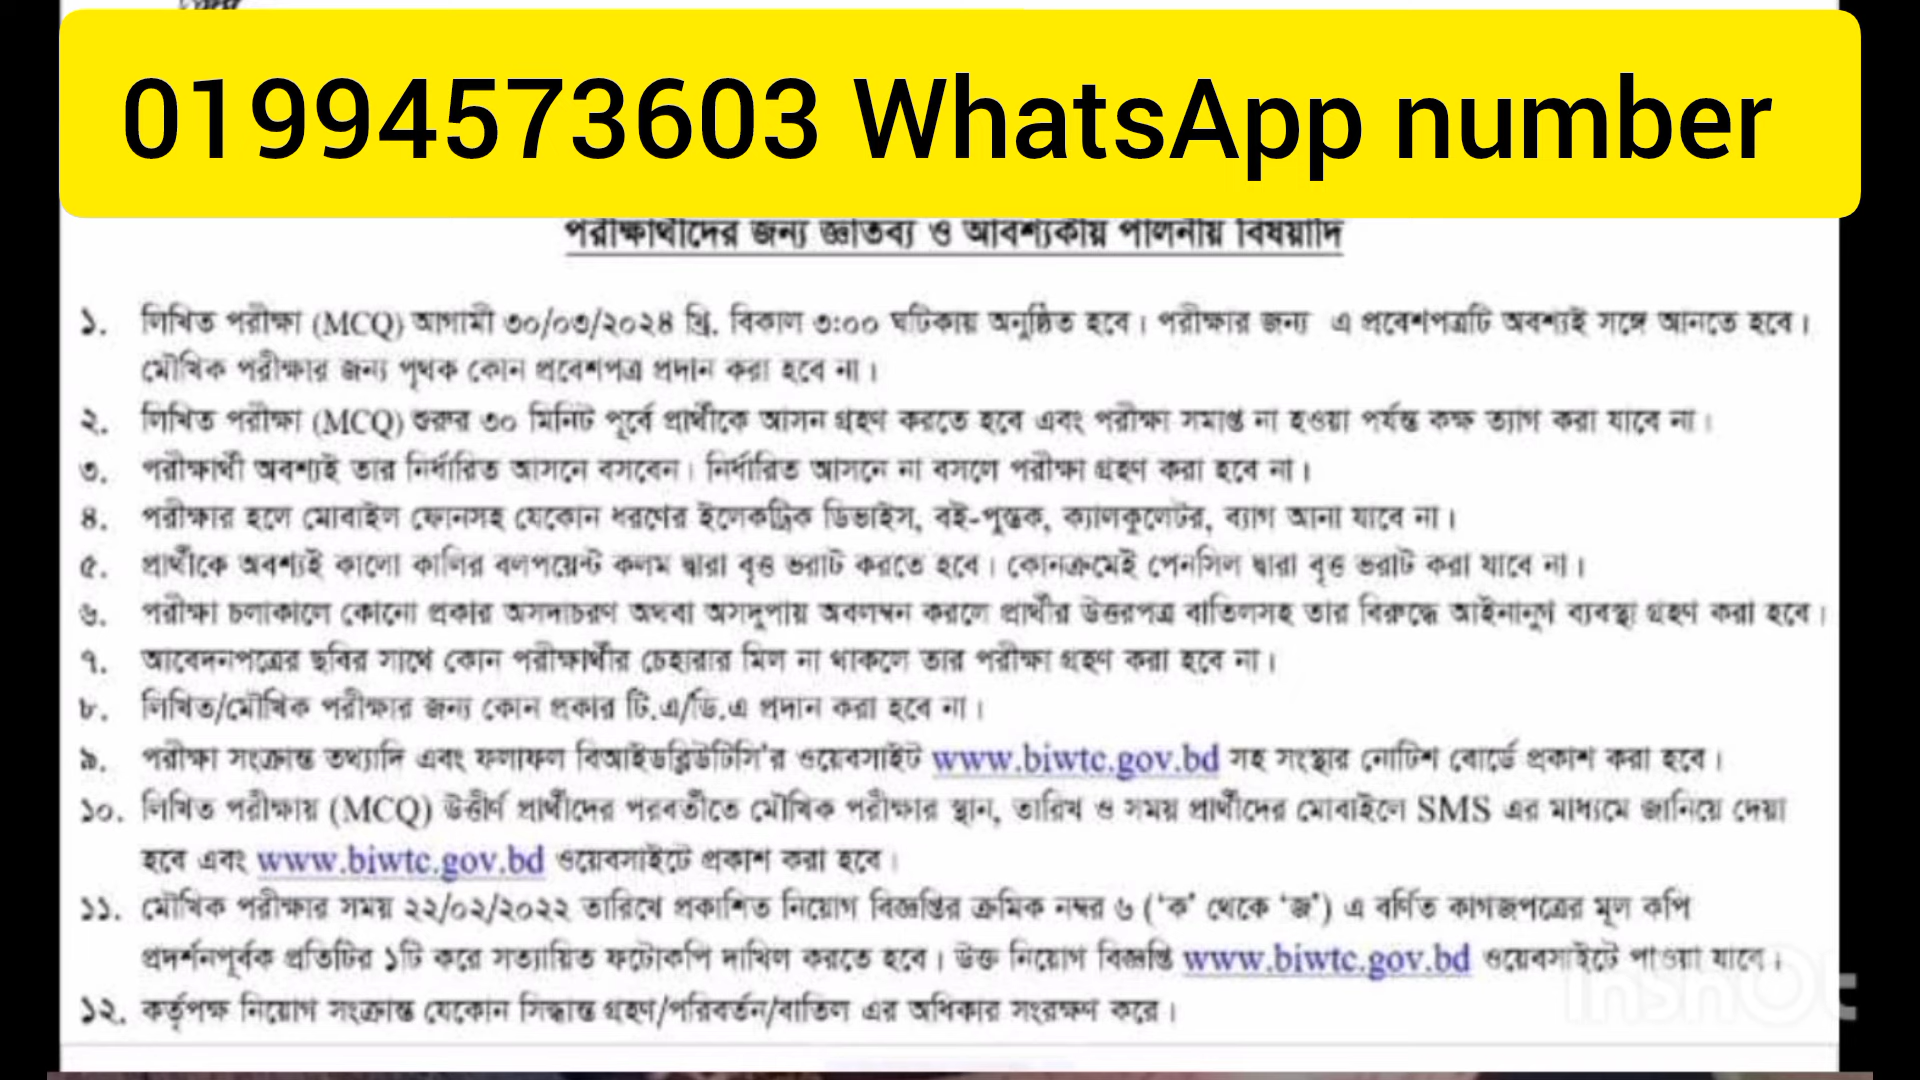 01994573603 WhatsApp number
পরীক্ষার্থীদের জন্য জ্ঞাতব্য ও আবশ্যকীয় পালনীয় বিষয়াদি
১. লিখিত পরীক্ষা (MCQ) আগামী ৩০/০৩/২০২৪ খ্রি. বিকাল ৩:০০ ঘটিকায় অনুষ্ঠিত হবে। পরীক্ষার জন্য এ প্রবেশপত্রটি অবশ্যই সঙ্গে আনতে হবে।
মৌখিক পরীক্ষার জন্য পৃথক কোন প্রবেশপত্র প্রদান করা হবে না।
২. লিখিত পরীক্ষা (MCQ) শুরুর ৩০ মিনিট পূর্বে প্রার্থীকে আসন গ্রহণ করতে হবে এবং পরীক্ষা সমাপ্ত না হওয়া পর্যন্ত কক্ষ ত্যাগ করা যাবে না।
৩. পরীক্ষার্থী অবশ্যই তার নির্ধারিত আসনে বসবেন। নির্ধারিত আসনে না বসলে পরীক্ষা গ্রহণ করা হবে না।
৪. পরীক্ষার হলে মোবাইল ফোনসহ যেকোন ধরণের ইলেকট্রিক ডিভাইস, বই-পুস্তক, ক্যালকুলেটর, ব্যাগ আনা যাবে না।
৫. প্রার্থীকে অবশ্যই কালো কালির বলপয়েন্ট কলম দ্বারা বৃত্ত ভরাট করতে হবে। কোনক্রমেই পেনসিল দ্বারা বৃত্ত ভরাট করা যাবে না।
৬. পরীক্ষা চলাকালে কোনো প্রকার অসদাচরণ অথবা অসদুপায় অবলম্বন করলে প্রার্থীর উত্তরপত্র বাতিলসহ তার বিরুদ্ধে আইনানুগ ব্যবস্থা গ্রহণ করা হবে।
৭. আবেদনপত্রের ছবির সাথে কোন পরীক্ষার্থীর চেহারার মিল না থাকলে তার পরীক্ষা গ্রহণ করা হবে না।
৮. লিখিত/মৌখিক পরীক্ষার জন্য কোন প্রকার টি.এ/ডি.এ প্রদান করা হবে না।
৯. পরীক্ষা সংক্রান্ত তথ্যাদি এবং ফলাফল বিআইডব্লিউটিসি'র ওয়েবসাইট www.biwtc.gov.bd সহ সংস্থার নোটিশ বোর্ডে প্রকাশ করা হবে।
১০. লিখিত পরীক্ষায় (MCQ) উত্তীর্ণ প্রার্থীদের পরবর্তীতে মৌখিক পরীক্ষার স্থান, তারিখ ও সময় প্রার্থীদের মোবাইলে SMS এর মাধ্যমে জানিয়ে দেয়া
হবে এবং www.biwtc.gov.bd ওয়েবসাইটে প্রকাশ করা হবে।
১১. মৌখিক পরীক্ষার সময় ২২/০২/২০২২ তারিখে প্রকাশিত নিয়োগ বিজ্ঞপ্তির ক্রমিক নম্বর ৬ ('ক' থেকে 'জ') এ বর্ণিত কাগজপত্রের মূল কপি
প্রদর্শনপূর্বক প্রতিটির ১টি করে সত্যায়িত ফটোকপি দাখিল করতে হবে। উক্ত নিয়োগ বিজ্ঞপ্তি www.biwtc.gov.bd ওয়েবসাইটে পাওয়া যাবে।
১২. কর্তৃপক্ষ নিয়োগ সংক্রান্ত যেকোন সিদ্ধান্ত গ্রহণ/পরিবর্তন/বাতিল এর অধিকার সংরক্ষণ করে।
InShOt